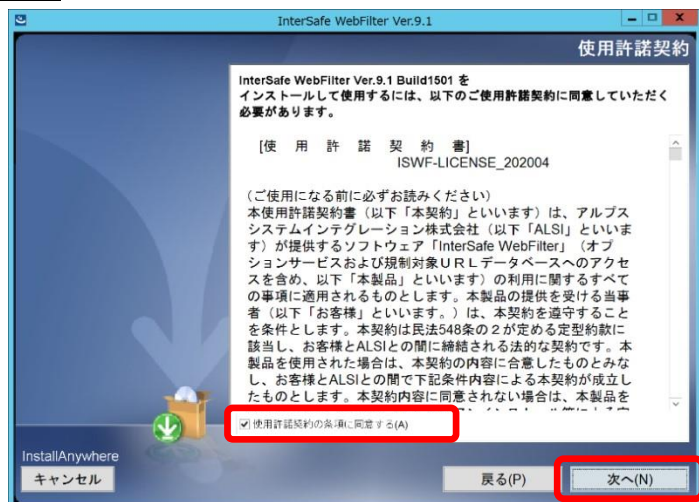 InterSafe WebFilter Ver.9.1
使用許諾契約
InterSafe WebFilter Ver.9.1 Build1501 を
インストールして使用するには、以下のご使用許諾契約に同意していただく
必要があります。
[使 用 許 諾 契 約 書]
ISWF-LICENSE_202004
(ご使用になる前に必ずお読みください)
本使用許諾契約書（以下「本契約」といいます）は、アルプス
システムインテグレーション株式会社（以下「ALSI」といいま
す）が提供するソフトウェア「InterSafe WebFilter」（オプ
ションサービスおよび規制対象ＵＲＬデータベースへのアクセ
スを含め、以下「本製品」といいます）の利用に関するすべて
の事項に適用されるものとします。本製品の提供を受ける当事
者（以下「お客様」といいます。）は、本契約を遵守すること
を条件とします。本契約は民法548条の２が定める定型約款に
該当し、お客様とALSIとの間に締結される法的な契約です。本
製品を使用された場合は、本契約の内容に合意したものとみな
し、お客様とALSIとの間で下記条件内容による本契約が成立し
たものとします。本契約内容に同意されない場合は、本製品を
使用許諾契約の条項に同意する(A)
InstallAnywhere
キャンセル
戻る(P)
次へ(N)